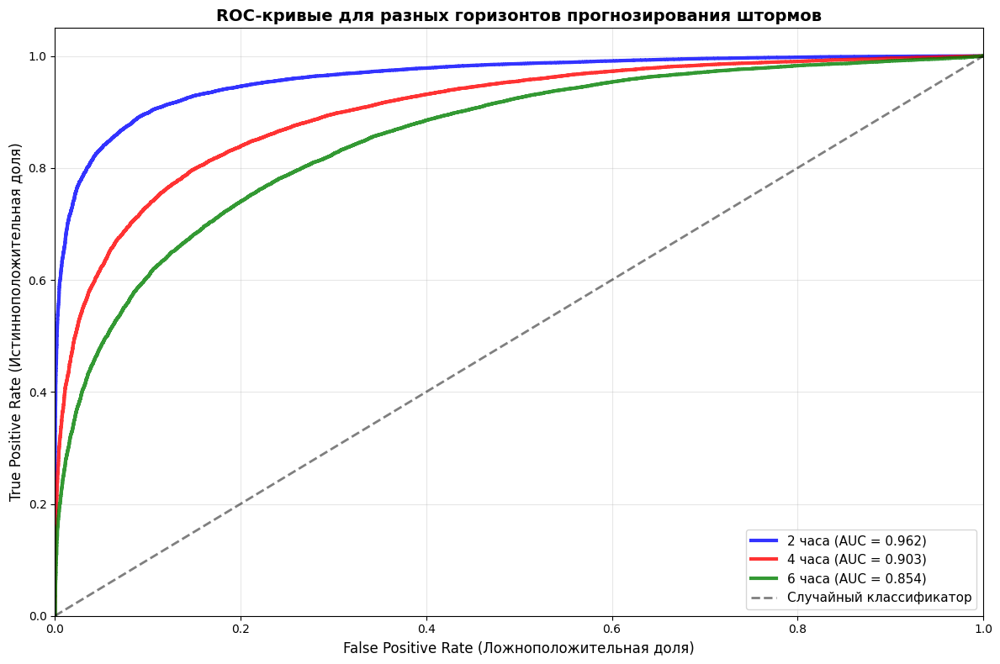 ROC-кривые для разных горизонтов прогнозирования штормов
True Positive Rate (Истинноположительная доля)
1.0
0.8
0.6
0.4
0.2
0.0
2 часа (AUC = 0.962)
4 часа (AUC = 0.903)
6 часа (AUC = 0.854)
Случайный классификатор
0.0 0.2 0.4 0.6 0.8 1.0
False Positive Rate (Ложноположительная доля)